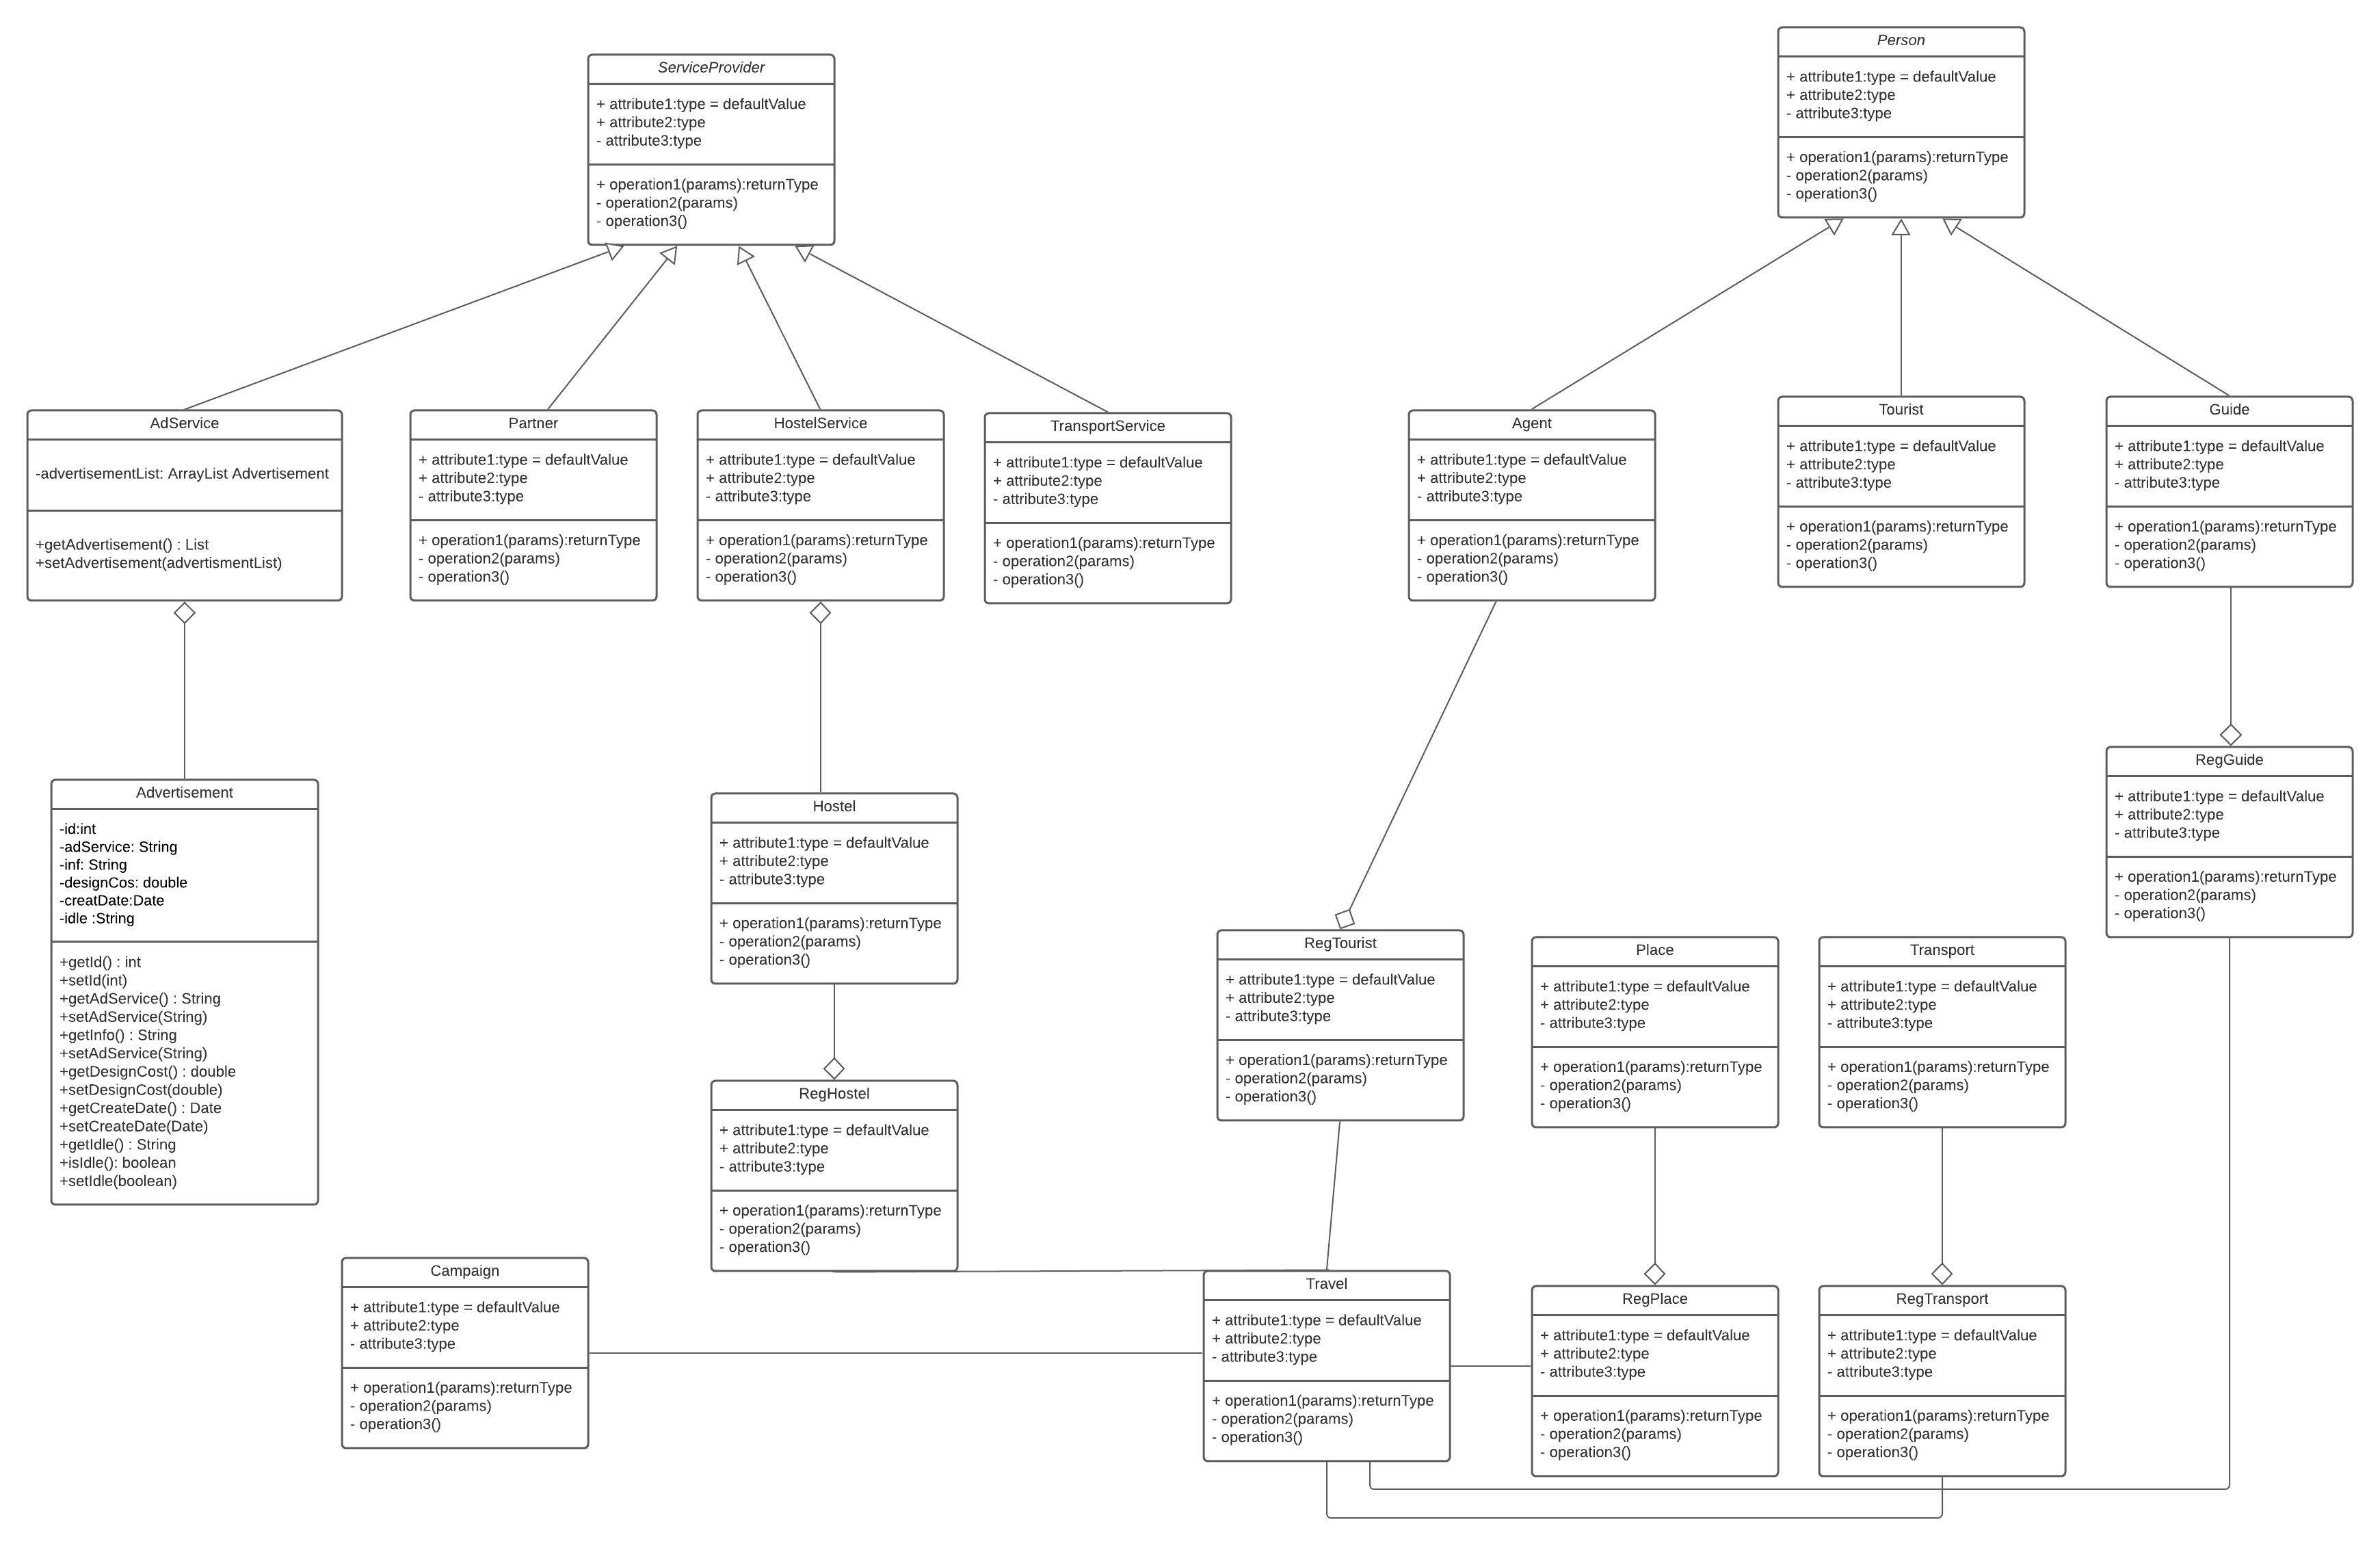 ServiceProvider
+ attribute1:type = defaultValue
+ attribute2:type
- attribute3:type
+ operation1(params):returnType
- operation2(params)
- operation3()
Person
+ attribute1:type = defaultValue
+ attribute2:type
- attribute3:type
+ operation1(params):returnType
- operation2(params)
- operation3()
AdService
-advertisementList: ArrayList Advertisement
+getAdvertisement() : List
+setAdvertisement(advertismentList)
Partner
+ attribute1:type = defaultValue
+ attribute2:type
- attribute3:type
+ operation1(params):returnType
- operation2(params)
- operation3()
HostelService
+ attribute1:type = defaultValue
+ attribute2:type
- attribute3:type
+ operation1(params):returnType
- operation2(params)
- operation3()
TransportService
+ attribute1:type = defaultValue
+ attribute2:type
- attribute3:type
+ operation1(params):returnType
- operation2(params)
- operation3()
Agent
+ attribute1:type = defaultValue
+ attribute2:type
- attribute3:type
+ operation1(params):returnType
- operation2(params)
- operation3()
Tourist
+ attribute1:type = defaultValue
+ attribute2:type
- attribute3:type
+ operation1(params):returnType
- operation2(params)
- operation3()
Guide
+ attribute1:type = defaultValue
+ attribute2:type
- attribute3:type
+ operation1(params):returnType
- operation2(params)
- operation3()
Advertisement
-id:int
-adService: String
-inf: String
-designCos: double
-creatDate:Date
-idle :String
+getId() : int
+setId(int)
+getAdService() : String
+setAdService(String)
+getInfo() : String
+setAdService(String)
+getDesignCost() : double
+setDesignCost(double)
+getCreateDate() : Date
+setCreateDate(Date)
+getIdle() : String
+isIdle(): boolean
+setIdle(boolean)
Hostel
+ attribute1:type = defaultValue
+ attribute2:type
- attribute3:type
+ operation1(params):returnType
- operation2(params)
- operation3()
RegGuide
+ attribute1:type = defaultValue
+ attribute2:type
- attribute3:type
+ operation1(params):returnType
- operation2(params)
- operation3()
RegTourist
+ attribute1:type = defaultValue
+ attribute2:type
- attribute3:type
+ operation1(params):returnType
- operation2(params)
- operation3()
Place
+ attribute1:type = defaultValue
+ attribute2:type
- attribute3:type
+ operation1(params):returnType
- operation2(params)
- operation3()
Transport
+ attribute1:type = defaultValue
+ attribute2:type
- attribute3:type
+ operation1(params):returnType
- operation2(params)
- operation3()
RegHostel
+ attribute1:type = defaultValue
+ attribute2:type
- attribute3:type
+ operation1(params):returnType
- operation2(params)
- operation3()
Campaign
+ attribute1:type = defaultValue
+ attribute2:type
- attribute3:type
+ operation1(params):returnType
- operation2(params)
- operation3()
Travel
+ attribute1:type = defaultValue
+ attribute2:type
- attribute3:type
+ operation1(params):returnType
- operation2(params)
- operation3()
RegPlace
+ attribute1:type = defaultValue
+ attribute2:type
- attribute3:type
+ operation1(params):returnType
- operation2(params)
- operation3()
RegTransport
+ attribute1:type = defaultValue
+ attribute2:type
- attribute3:type
+ operation1(params):returnType
- operation2(params)
- operation3()